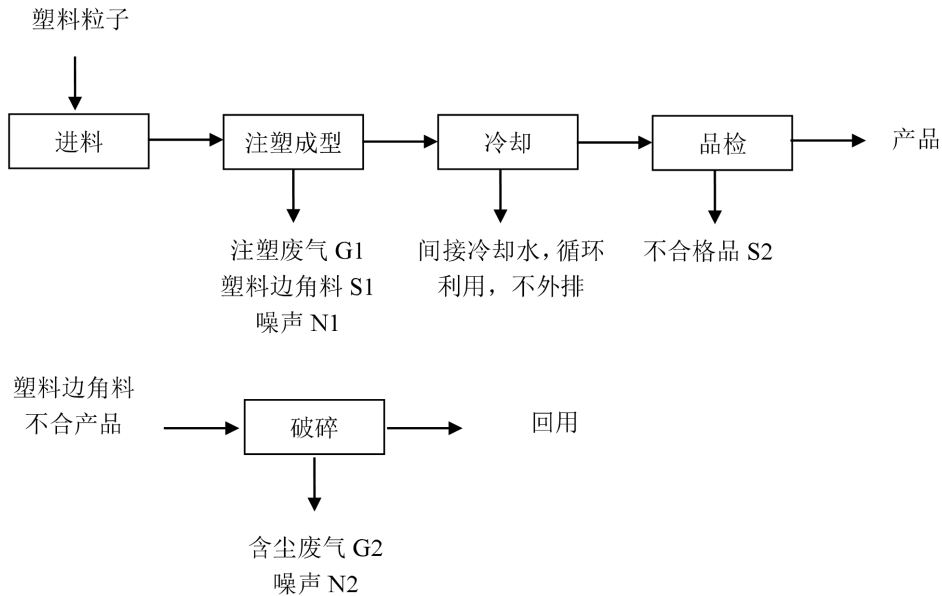 塑料粒子
进料
注塑成型
冷却
品检
产品
注塑废气 G1
塑料边角料 S1
噪声 N1
间接冷却水，循环
利用，不外排
不合格品 S2
塑料边角料
不合产品
破碎
回用
含尘废气 G2
噪声 N2